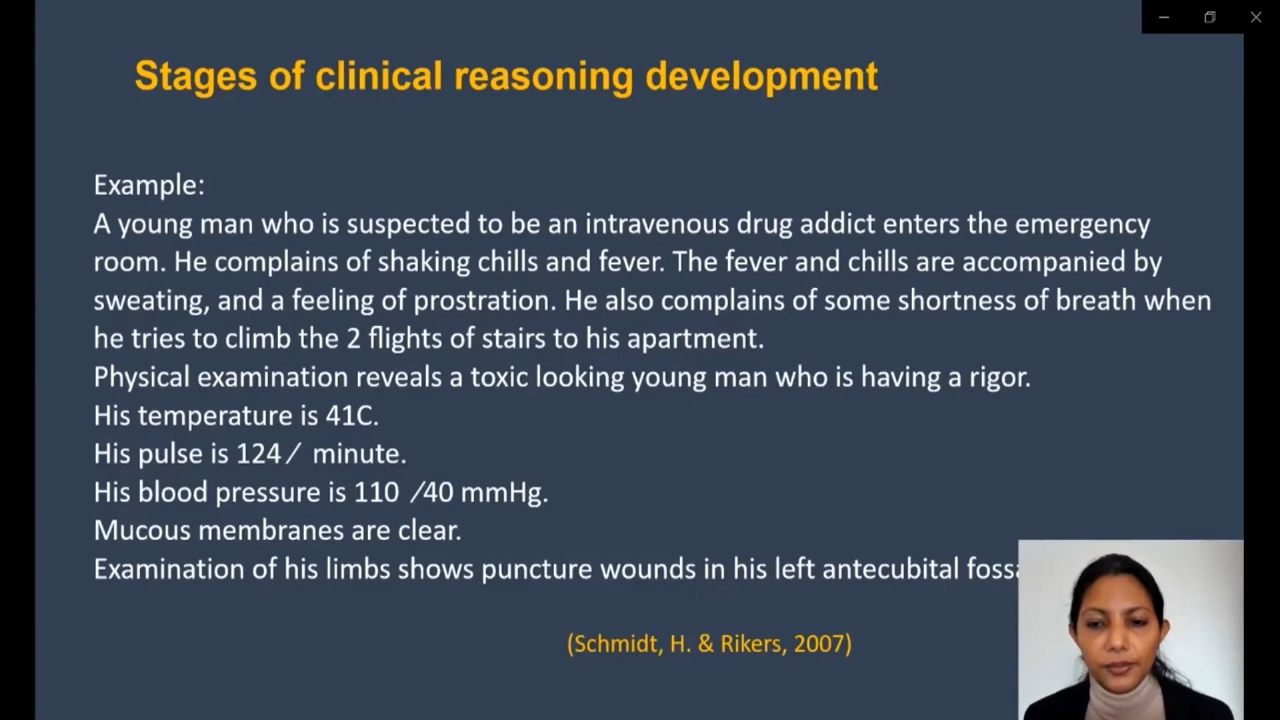 Stages of clinical reasoning development
Example:
A young man who is suspected to be an intravenous drug addict enters the emergency
room. He complains of shaking chills and fever. The fever and chills are accompanied by
sweating, and a feeling of prostration. He also complains of some shortness of breath when
he tries to climb the 2 flights of stairs to his apartment.
Physical examination reveals a toxic looking young man who is having a rigor.
His temperature is 41C.
His pulse is 124 / minute.
His blood pressure is 110 /40 mmHg.
Mucous membranes are clear.
Examination of his limbs shows puncture wounds in his left antecubital
(Schmidt, H. & Rikers, 2007)